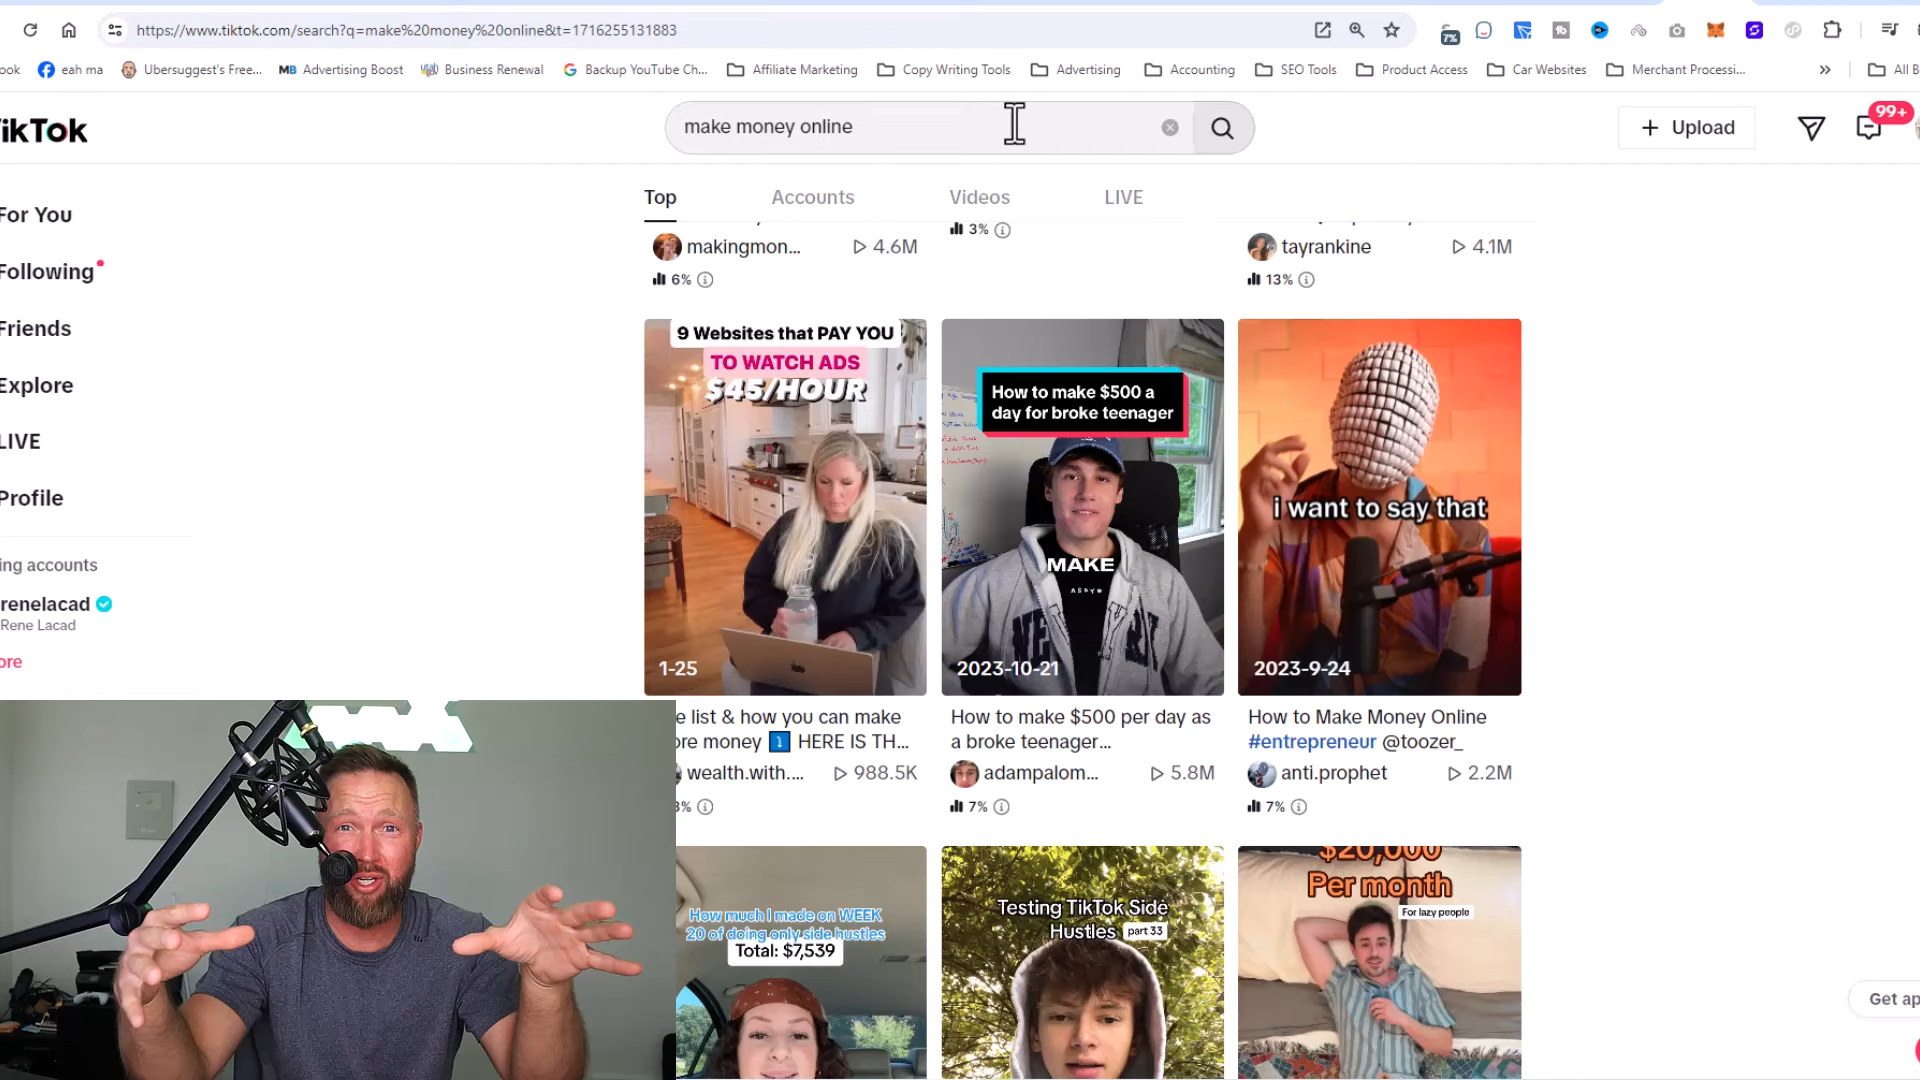 https://www.tiktok.com/search?q=make%20money%20online&t=1716255131883
7%
ook
eah ma
Ubersuggest's Free...
MB Advertising Boost
Business Renewal
Backup YouTube Ch...
Affiliate Marketing
Copy Writing Tools
Advertising
Accounting
SEO Tools
Product Access
Car Websites
Merchant Processi...
»
All B
ikTok
make money online
+ Upload
99+
Top
Accounts
Videos
LIVE
For You
Following
Friends
Explore
LIVE
Profile
ing accounts
renelacad
Rene Lacad
ore
makingmon...
4.6M
6%
3%
tayrankine
4.1M
13%
9 Websites that PAY YOU
TO WATCH ADS
$45/HOUR
1-25
e list & how you can make
ore money HERE IS TH...
wealth.with....
988.5K
3%
How to make $500 a
day for broke teenager
MAKE
2023-10-21
How to make $500 per day as
a broke teenager...
adampalom...
5.8M
7%
i want to say that
2023-9-24
How to Make Money Online
#entrepreneur @toozer_
anti.prophet
2.2M
7%
How much I made on WEEK
20 of doing only side hustles
Total: $7,539
Testing TikTok Side
Hustles part 33
$20,000
Per month
For lazy people
Get ap